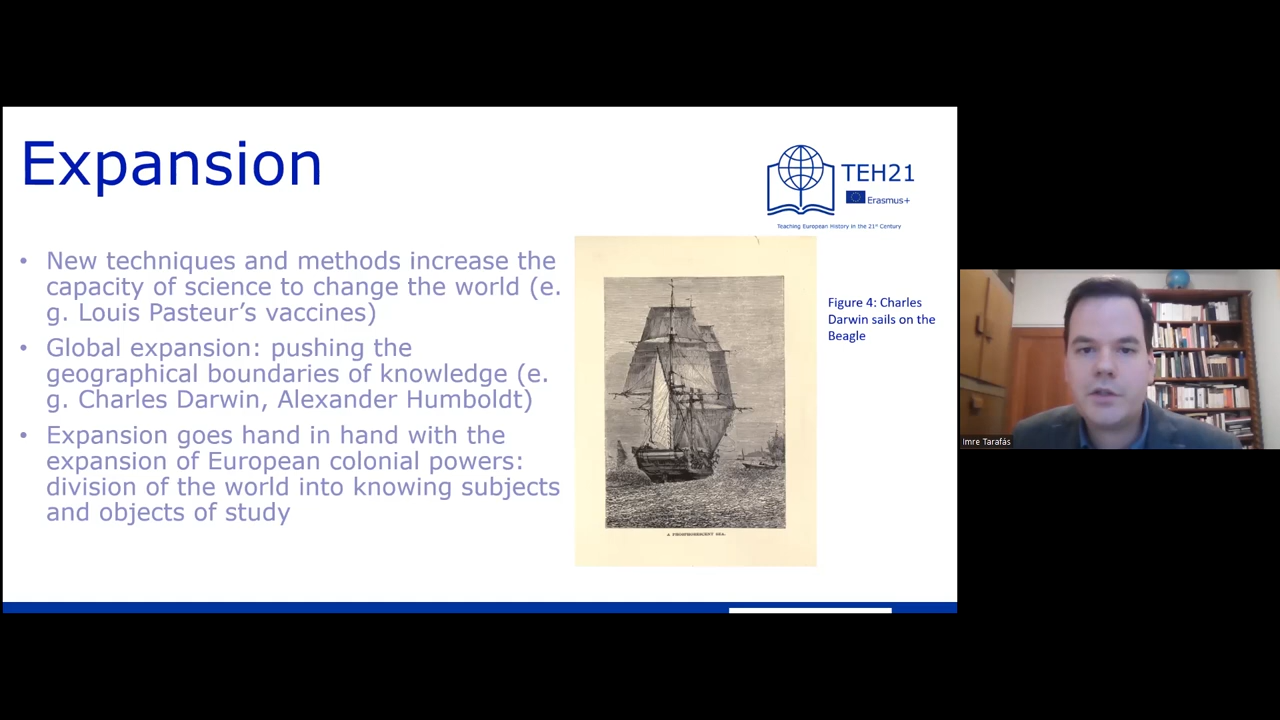 Expansion
TEH21
Erasmus+
Teaching European History in the 21st Century
• New techniques and methods increase the
capacity of science to change the world (e.
g. Louis Pasteur’s vaccines)
• Global expansion: pushing the
geographical boundaries of knowledge (e.
g. Charles Darwin, Alexander Humboldt)
• Expansion goes hand in hand with the
expansion of European colonial powers:
division of the world into knowing subjects
and objects of study
A PHOSPHORESCENT SEA.
Figure 4: Charles
Darwin sails on the
Beagle
Imre Tarafás